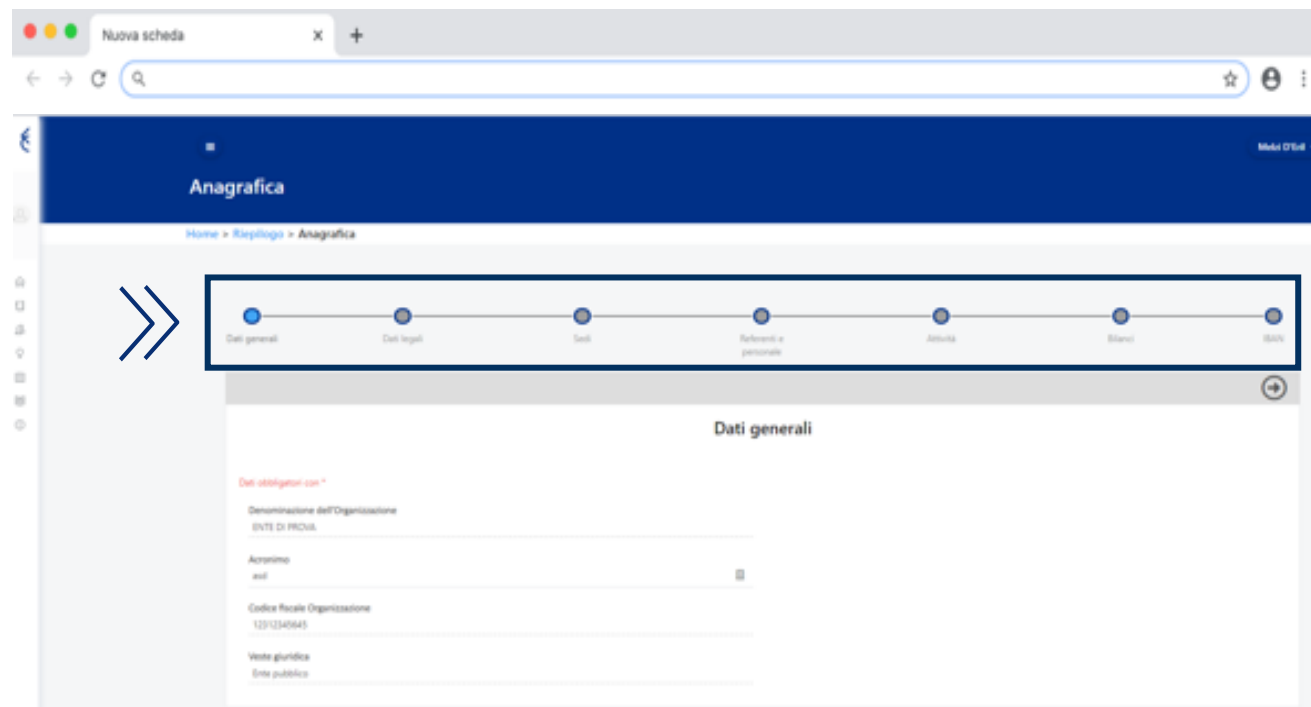 Nuova scheda
Anagrafica
Home > Riepilogo > Anagrafica
Dati generali
Dati legali
Sedi
Referenti e
personale
Attività
Bilanci
IBAN
Dati generali
Dati obbligatori con *
Denominazione dell'Organizzazione
ENTE DI PROVA
Acronimo
Codice fiscale Organizzazione
Veste giuridica
Ente pubblico